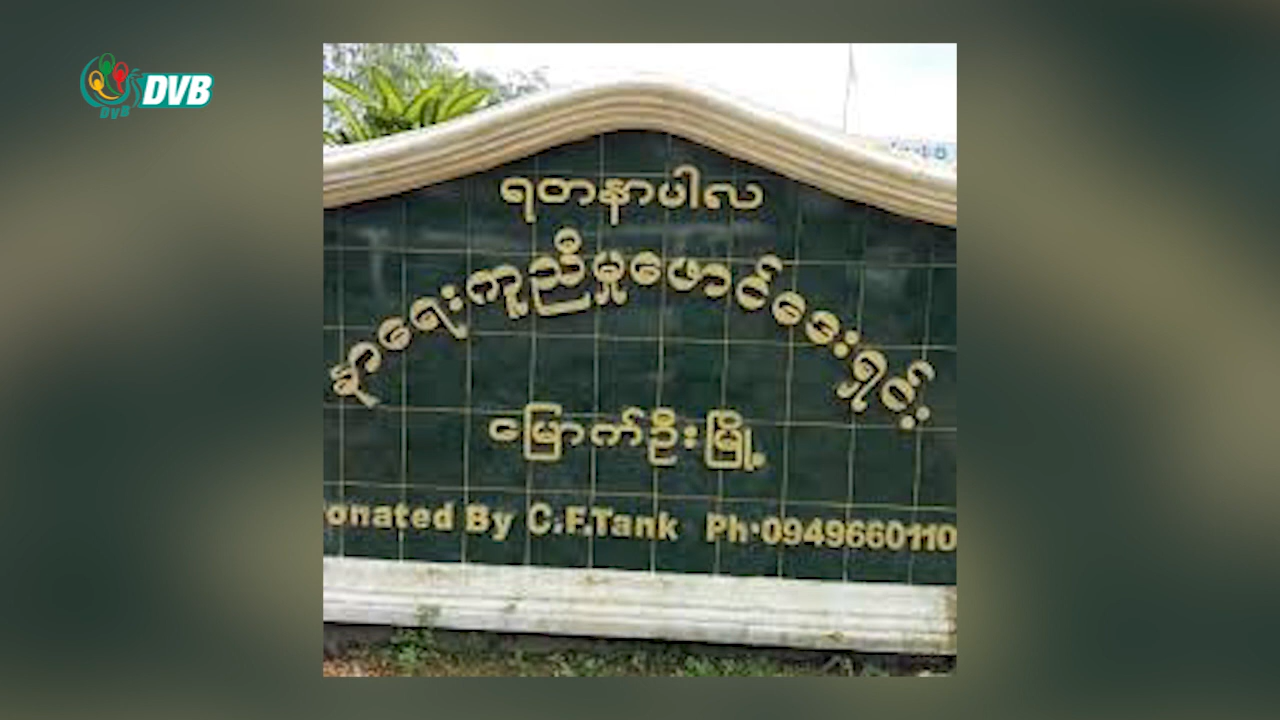 DVB
DVB
ရတနာပါလ
နာရေးကူညီမှုဖောင်ဒေးရှင်း
မြောက်ဦးမြို့
onated By C.F.Tank Ph·0949660110